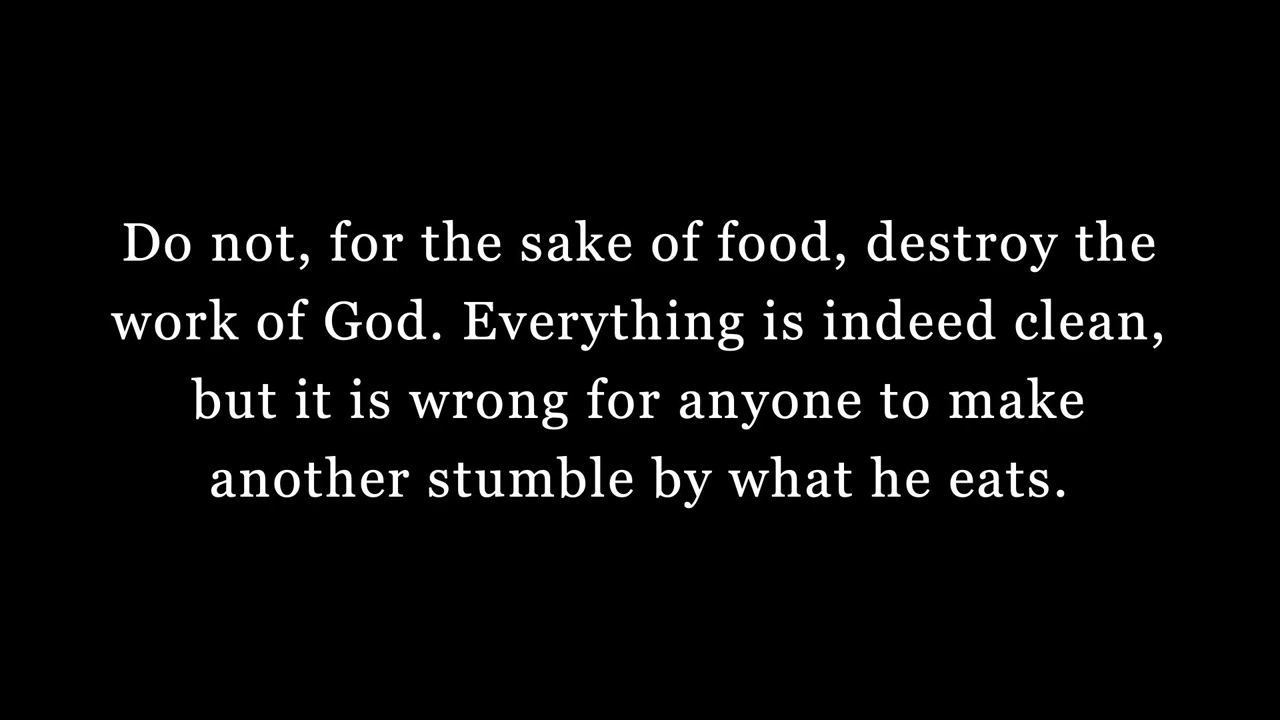 Do not, for the sake of food, destroy the
work of God. Everything is indeed clean,
but it is wrong for anyone to make
another stumble by what he eats.